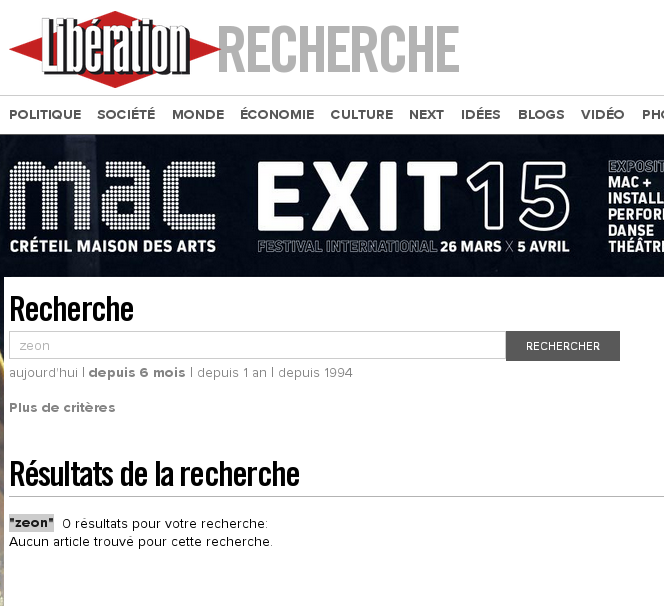 Libération RECHERCHE
POLITIQUE SOCIÉTÉ MONDE ÉCONOMIE CULTURE NEXT IDÉES BLOGS VIDÉO PHO
mac
CRÉTEIL MAISON DES ARTS
EXIT15
FESTIVAL INTERNATIONAL 26 MARS X 5 AVRIL
EXPOSIT
MAC +
INSTALL
PERFOR
DANSE
THÉÂTR
Recherche
zeon RECHERCHER
aujourd'hui | depuis 6 mois | depuis 1 an | depuis 1994
Plus de critères
Résultats de la recherche
"zeon" 0 résultats pour votre recherche:
Aucun article trouvé pour cette recherche.